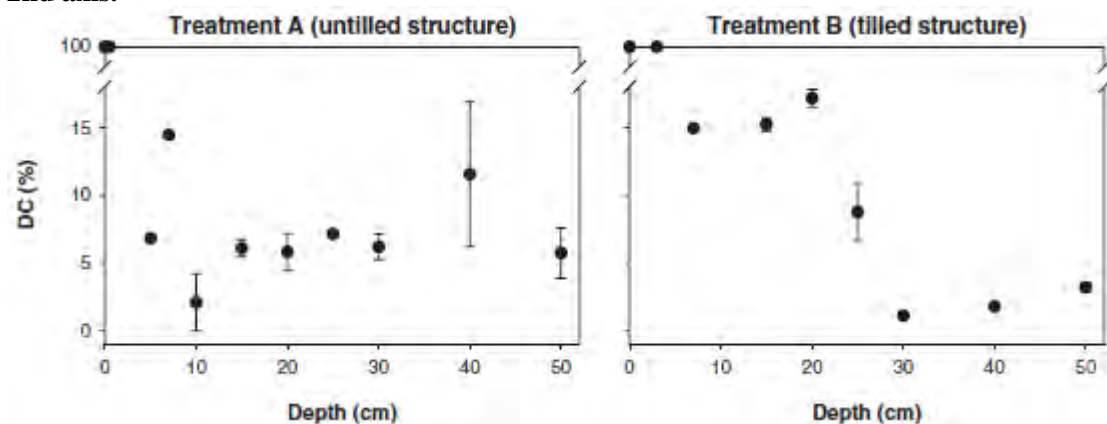 Treatment A (untilled structure)
Treatment B (tilled structure)
100
15
10
5
0
DC (%)
0 10 20 30 40 50
0 10 20 30 40 50
Depth (cm)
Depth (cm)